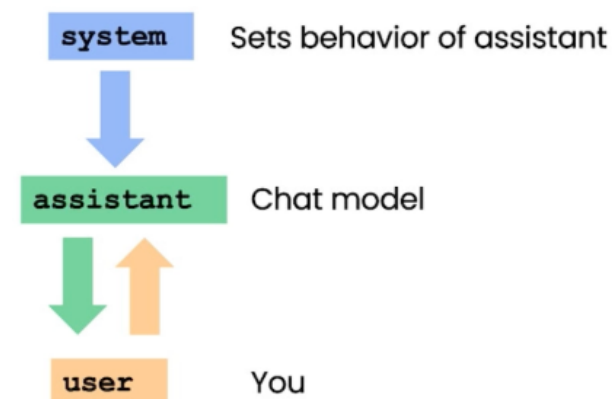 system Sets behavior of assistant
assistant Chat model
user You